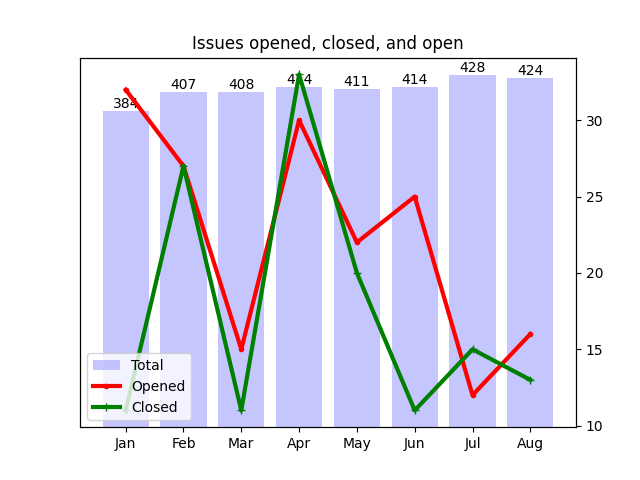 Issues opened, closed, and open
384
407
408
411
414
428
424
30
25
20
15
10
Total
Opened
Closed
Jan Feb Mar Apr May Jun Jul Aug